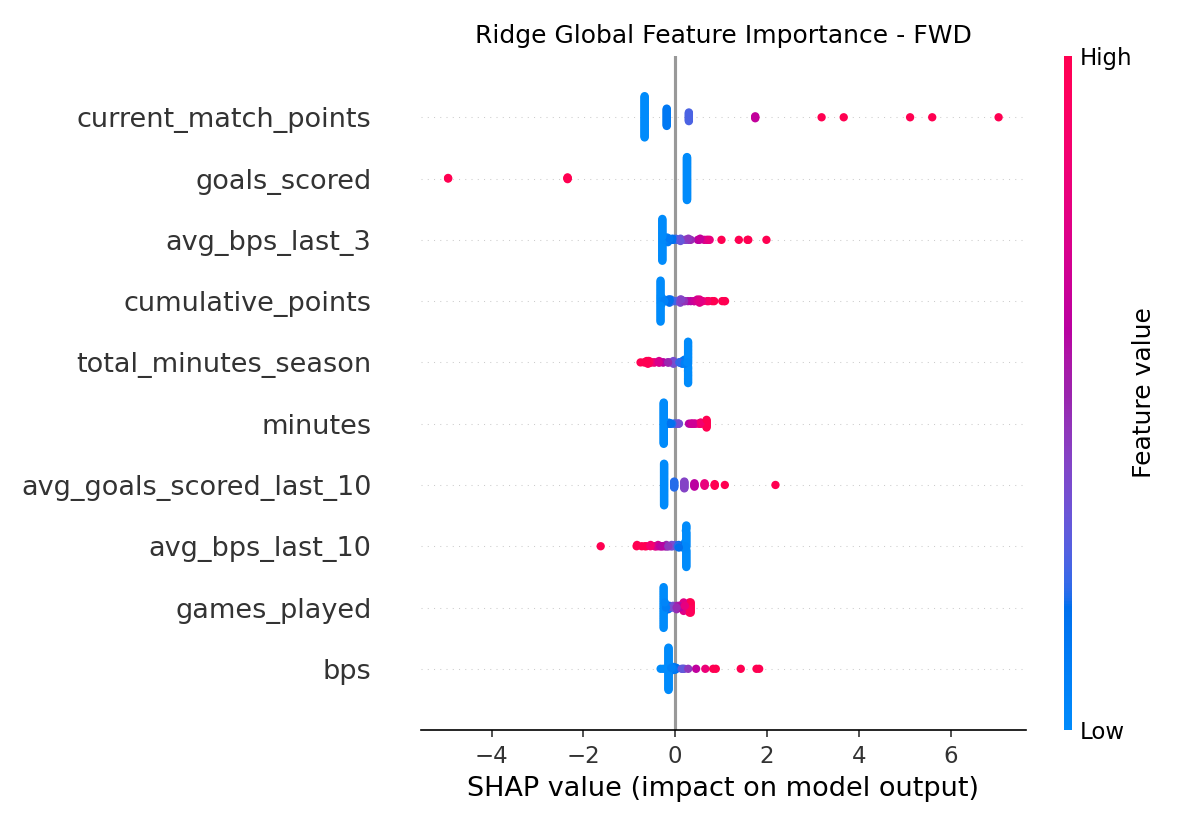 Ridge Global Feature Importance - FWD
High
current_match_points
goals_scored
avg_bps_last_3
cumulative_points
total_minutes_season
minutes
avg_goals_scored_last_10
avg_bps_last_10
games_played
bps
Feature value
Low
−4 −2 0 2 4 6
SHAP value (impact on model output)